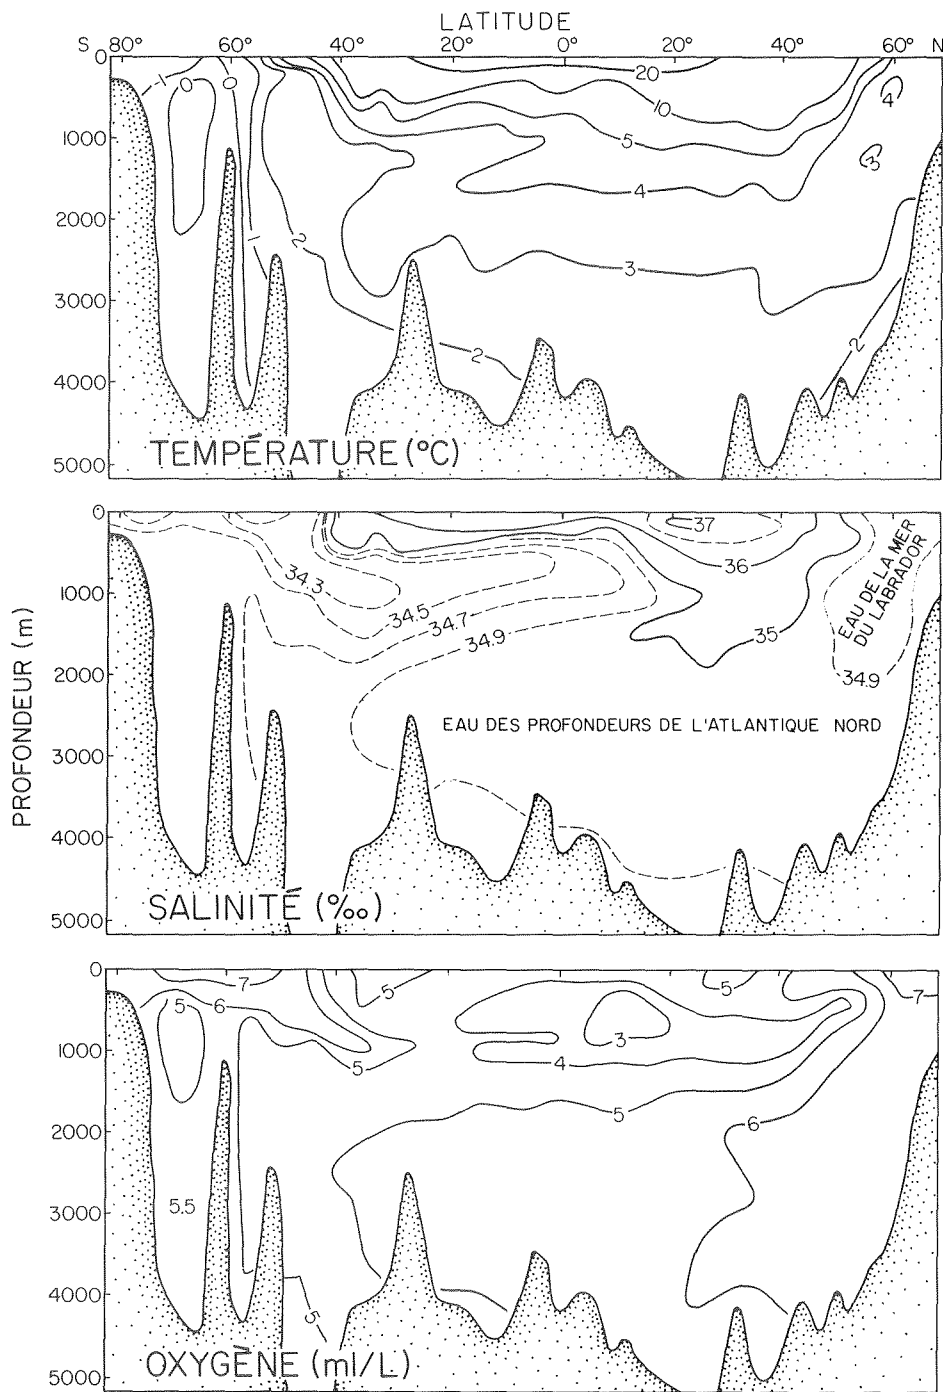 LATITUDE
S 80° 60° 40° 20° 0° 20° 40° 60° N
0
1000
2000
3000
4000
5000
-1 0 0 1 2 2 20 10 5 4 3 4 3 2
TEMPÉRATURE (°C)
PROFONDEUR (m)
0
1000
2000
3000
4000
5000
34.3
34.5
34.7
34.9
37
36
35
EAU DE LA MER
DU LABRADOR
34.9
EAU DES PROFONDEURS DE L'ATLANTIQUE NORD
SALINITÉ (‰)
0
1000
2000
3000
4000
5000
7 5 7
5 6
3
5 4
5 6
5.5
5
OXYGÈNE (ml/L)